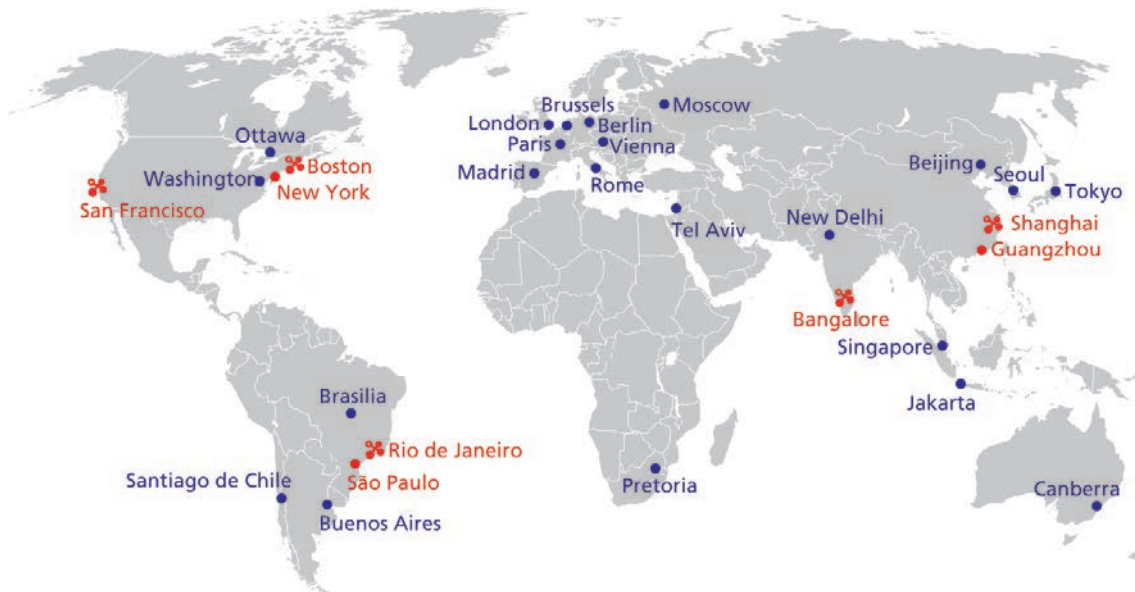 Brussels
Moscow
London
Berlin
Ottawa
Paris
Vienna
Boston
Beijing
Washington
Madrid
Seoul
New York
Rome
Tokyo
San Francisco
New Delhi
Shanghai
Tel Aviv
Guangzhou
Bangalore
Singapore
Brasilia
Jakarta
Rio de Janeiro
Santiago de Chile
São Paulo
Pretoria
Canberra
Buenos Aires